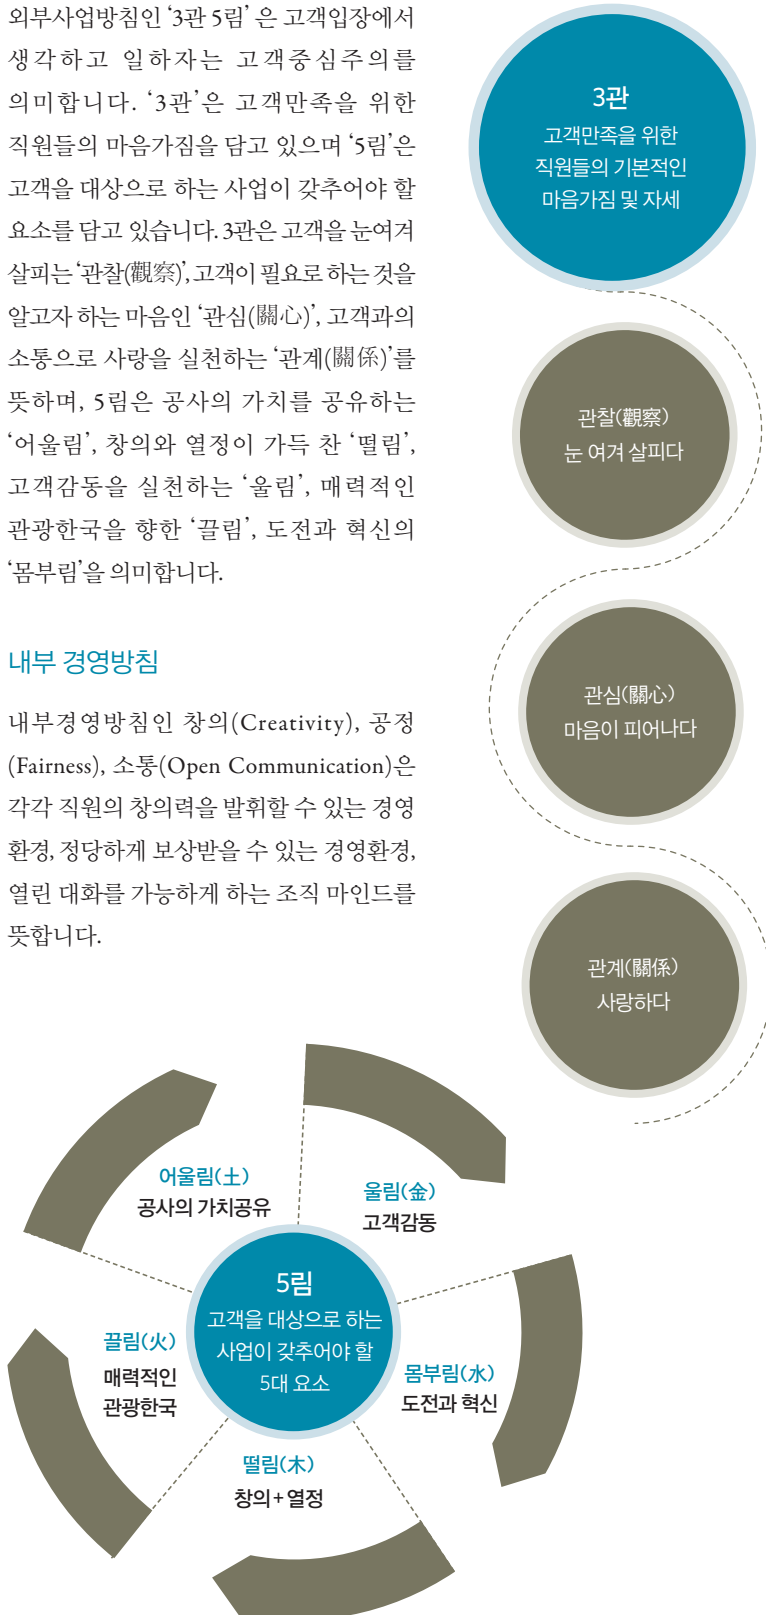 외부사업방침인 ‘3관 5림’ 은 고객입장에서
생각하고 일하자는 고객중심주의를
의미합니다. ‘3관’은 고객만족을 위한
직원들의 마음가짐을 담고 있으며 ‘5림’은
고객을 대상으로 하는 사업이 갖추어야 할
요소를 담고 있습니다. 3관은 고객을 눈여겨
살피는 ‘관찰(觀察)’, 고객이 필요로 하는 것을
알고자 하는 마음인 ‘관심(關心)’, 고객과의
소통으로 사랑을 실천하는 ‘관계(關係)’를
뜻하며, 5림은 공사의 가치를 공유하는
‘어울림’, 창의와 열정이 가득 찬 ‘떨림’,
고객감동을 실천하는 ‘울림’, 매력적인
관광한국을 향한 ‘끌림’, 도전과 혁신의
‘몸부림’을 의미합니다.
내부 경영방침
내부경영방침인 창의(Creativity), 공정
(Fairness), 소통(Open Communication)은
각각 직원의 창의력을 발휘할 수 있는 경영
환경, 정당하게 보상받을 수 있는 경영환경,
열린 대화를 가능하게 하는 조직 마인드를
뜻합니다.
3관
고객만족을 위한
직원들의 기본적인
마음가짐 및 자세
관찰(觀察)
눈 여겨 살피다
관심(關心)
마음이 피어나다
관계(關係)
사랑하다
어울림(土)
공사의 가치공유
울림(金)
고객감동
5림
고객을 대상으로 하는
사업이 갖추어야 할
5대 요소
끌림(火)
매력적인
관광한국
몸부림(水)
도전과 혁신
떨림(木)
창의+열정